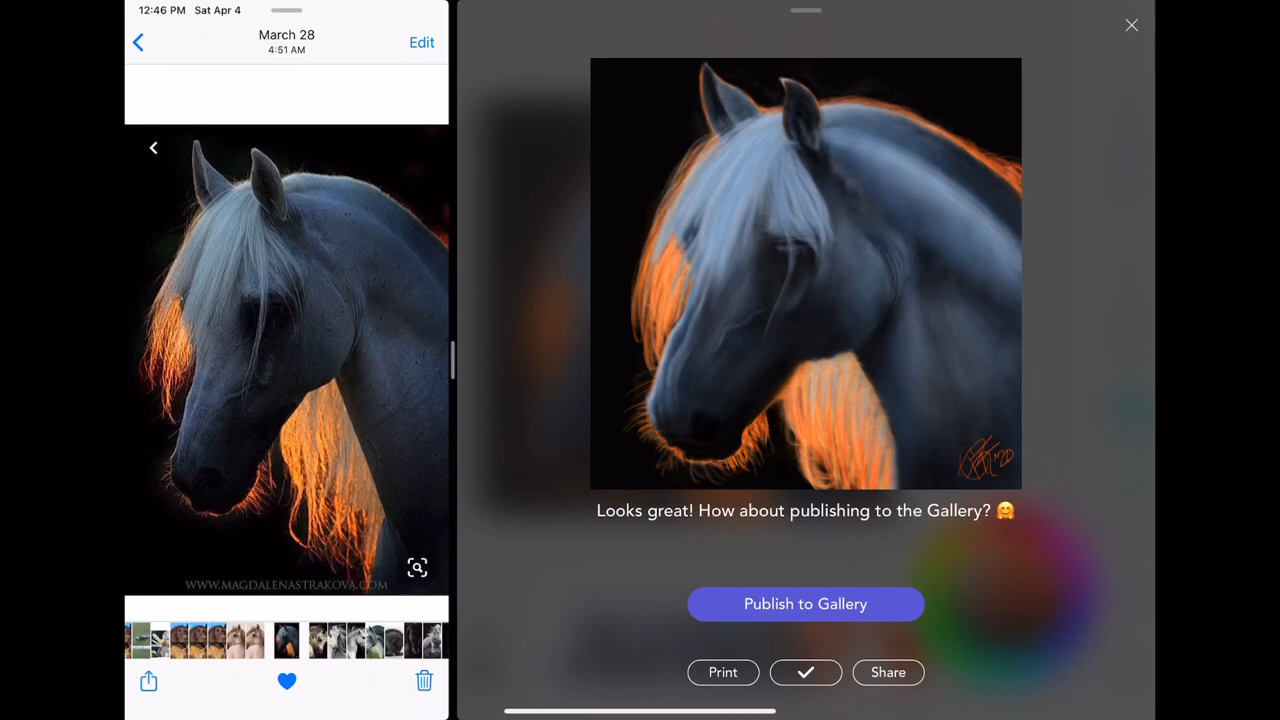 12:46 PM Sat Apr 4
March 28
4:51 AM
Edit
WWW.MAGDALENASTRAKOVA.COM
Looks great! How about publishing to the Gallery? 🤗
Publish to Gallery
Print
Share